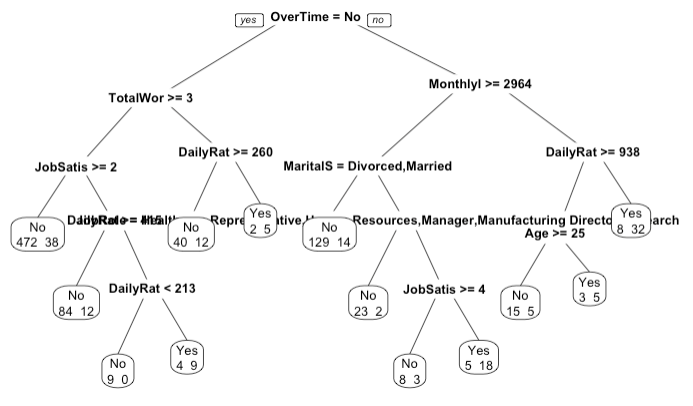 yes OverTime = No no
MonthlyI >= 2964
TotalWor >= 3
DailyRat >= 260
DailyRat >= 938
JobSatis >= 2
MaritalS = Divorced,Married
Resources,Manager,Manufacturing
Age >= 25
No
472 38
No
40 12
Yes
2 5
No
129 14
Yes
8 32
DailyRat < 213
JobSatis >= 4
No
84 12
No
23 2
No
15 5
Yes
3 5
No
9 0
Yes
4 9
No
8 3
Yes
5 18